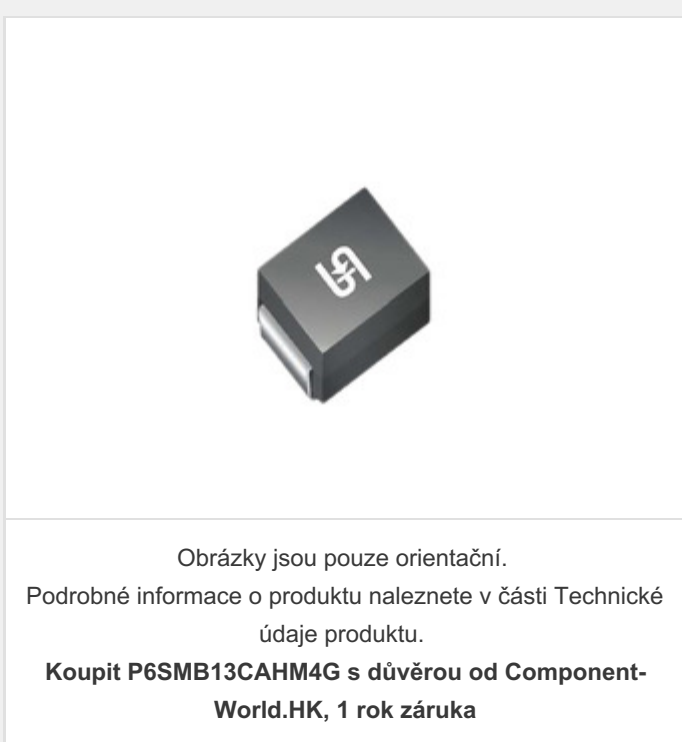 Obrázky jsou pouze orientační.
Podrobné informace o produktu naleznete v části Technické
údaje produktu.
Koupit P6SMB13CAHM4G s důvěrou od Component-
World.HK, 1 rok záruka